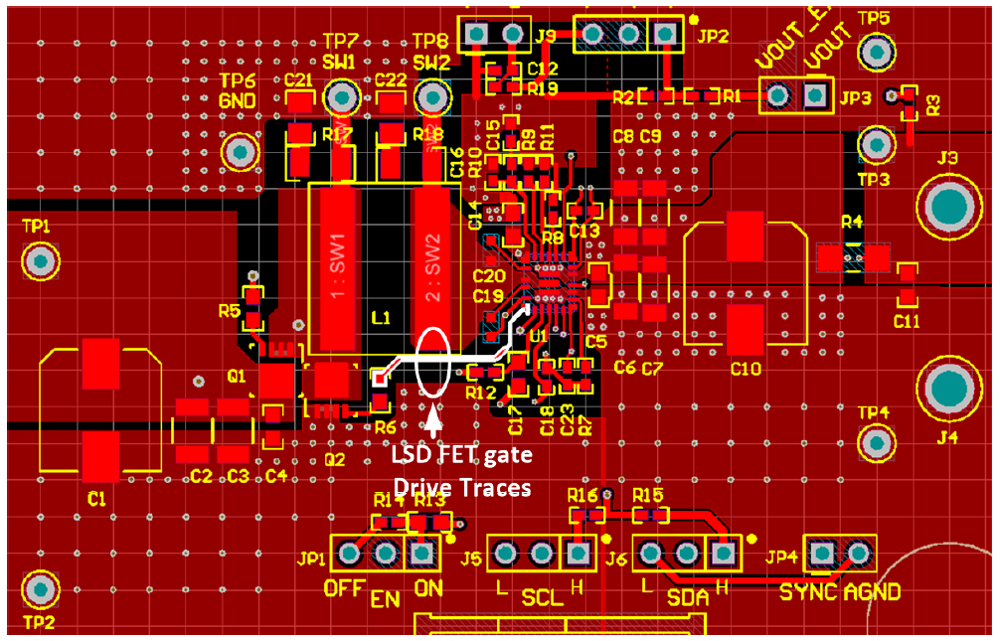 TP5
VOUT
J9
JP2
TP7
SW1
TP8
SW2
TP6
GND
C21
C22
C12
R19
R2
R1
JP3
R3
R17
R18
C16
R10
C15
R9
R11
C8
C9
TP3
J3
TP1
C14
R8
C13
R4
1 : SW1
2 : SW2
C20
C19
R5
L1
U1
C5
C11
Q1
R12
C6
C7
C10
R6
C17
C18
C23
R7
TP4
J4
C1
C2
C3
C4
Q2
LSD FET gate
Drive Traces
R14
R13
R16
R15
JP1
J5
J6
JP4
OFF
EN
ON
L
SCL
H
L
SDA
H
SYNC
AGND
TP2